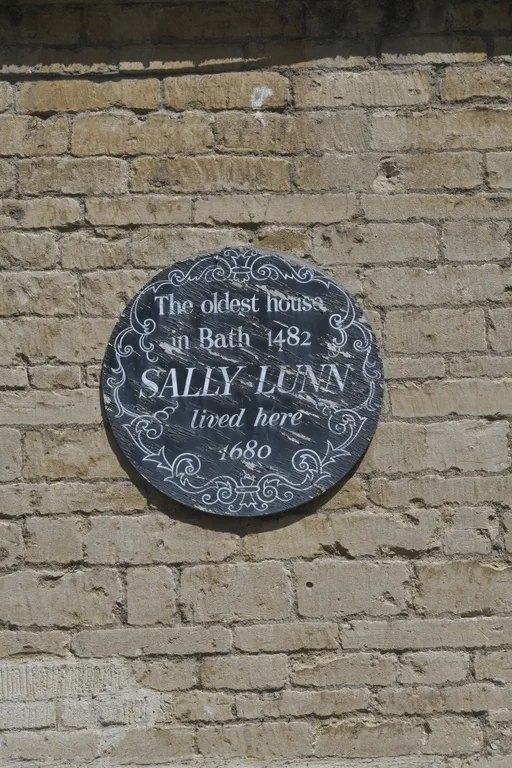 The oldest house
in Bath 1482
SALLY LUNN
lived here
1680